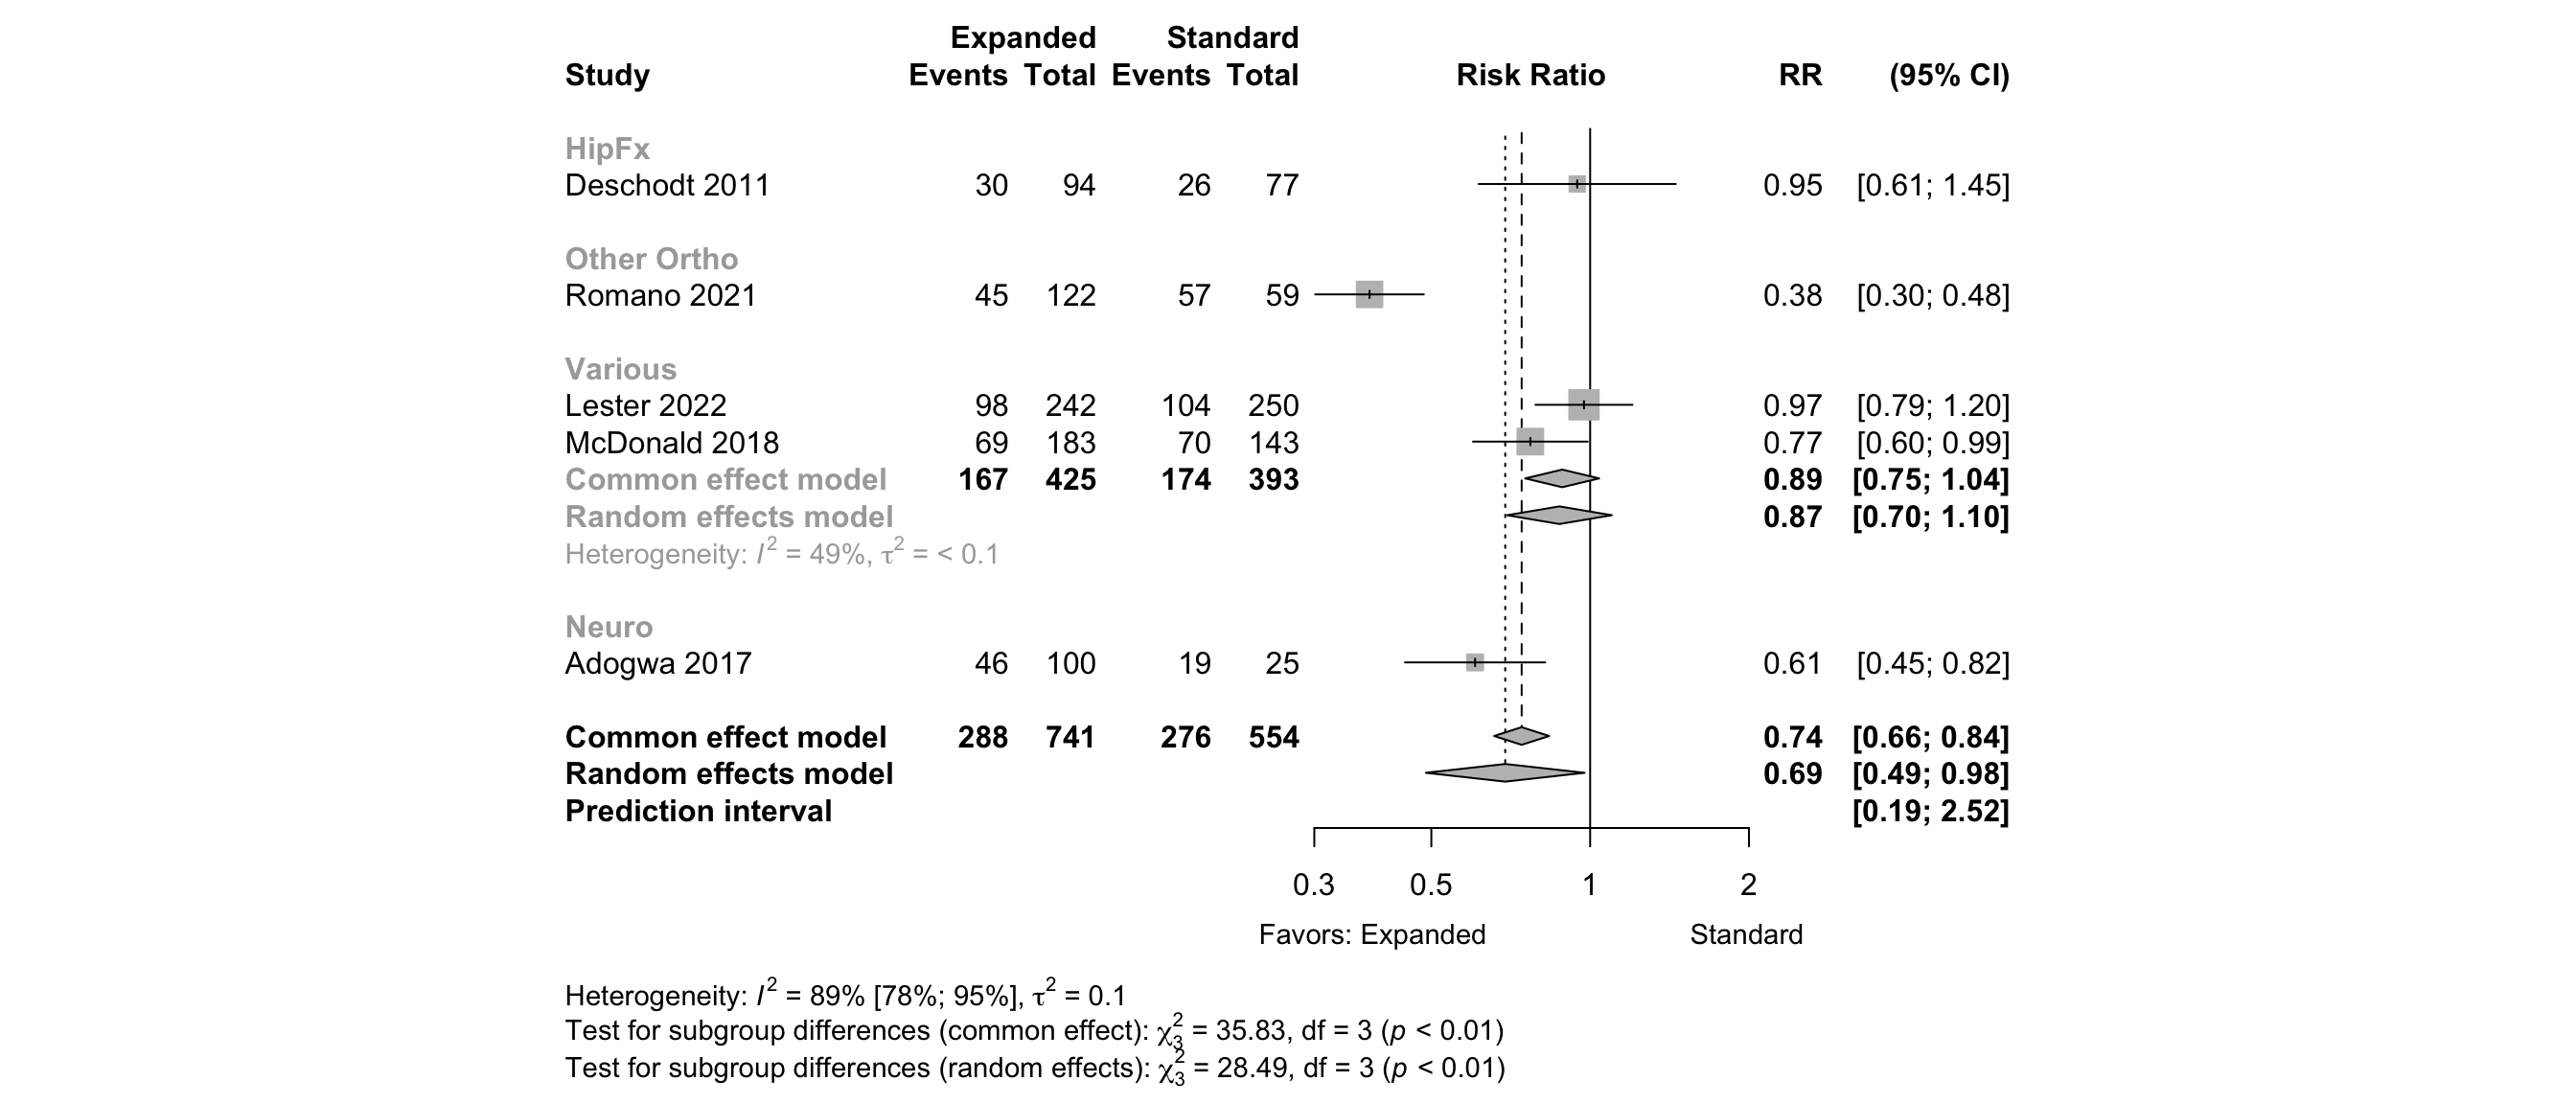 Expanded Standard
Study Events Total Events Total Risk Ratio RR (95% CI)
HipFx
Deschodt 2011 30 94 26 77 0.95 [0.61; 1.45]
Other Ortho
Romano 2021 45 122 57 59 0.38 [0.30; 0.48]
Various
Lester 2022 98 242 104 250 0.97 [0.79; 1.20]
McDonald 2018 69 183 70 143 0.77 [0.60; 0.99]
Common effect model 167 425 174 393 0.89 [0.75; 1.04]
Random effects model 0.87 [0.70; 1.10]
Heterogeneity: I² = 49%, τ² = < 0.1
Neuro
Adogwa 2017 46 100 19 25 0.61 [0.45; 0.82]
Common effect model 288 741 276 554 0.74 [0.66; 0.84]
Random effects model 0.69 [0.49; 0.98]
Prediction interval [0.19; 2.52]
0.3 0.5 1 2
Favors: Expanded Standard
Heterogeneity: I² = 89% [78%; 95%], τ² = 0.1
Test for subgroup differences (common effect): χ²₃ = 35.83, df = 3 (p < 0.01)
Test for subgroup differences (random effects): χ²₃ = 28.49, df = 3 (p < 0.01)